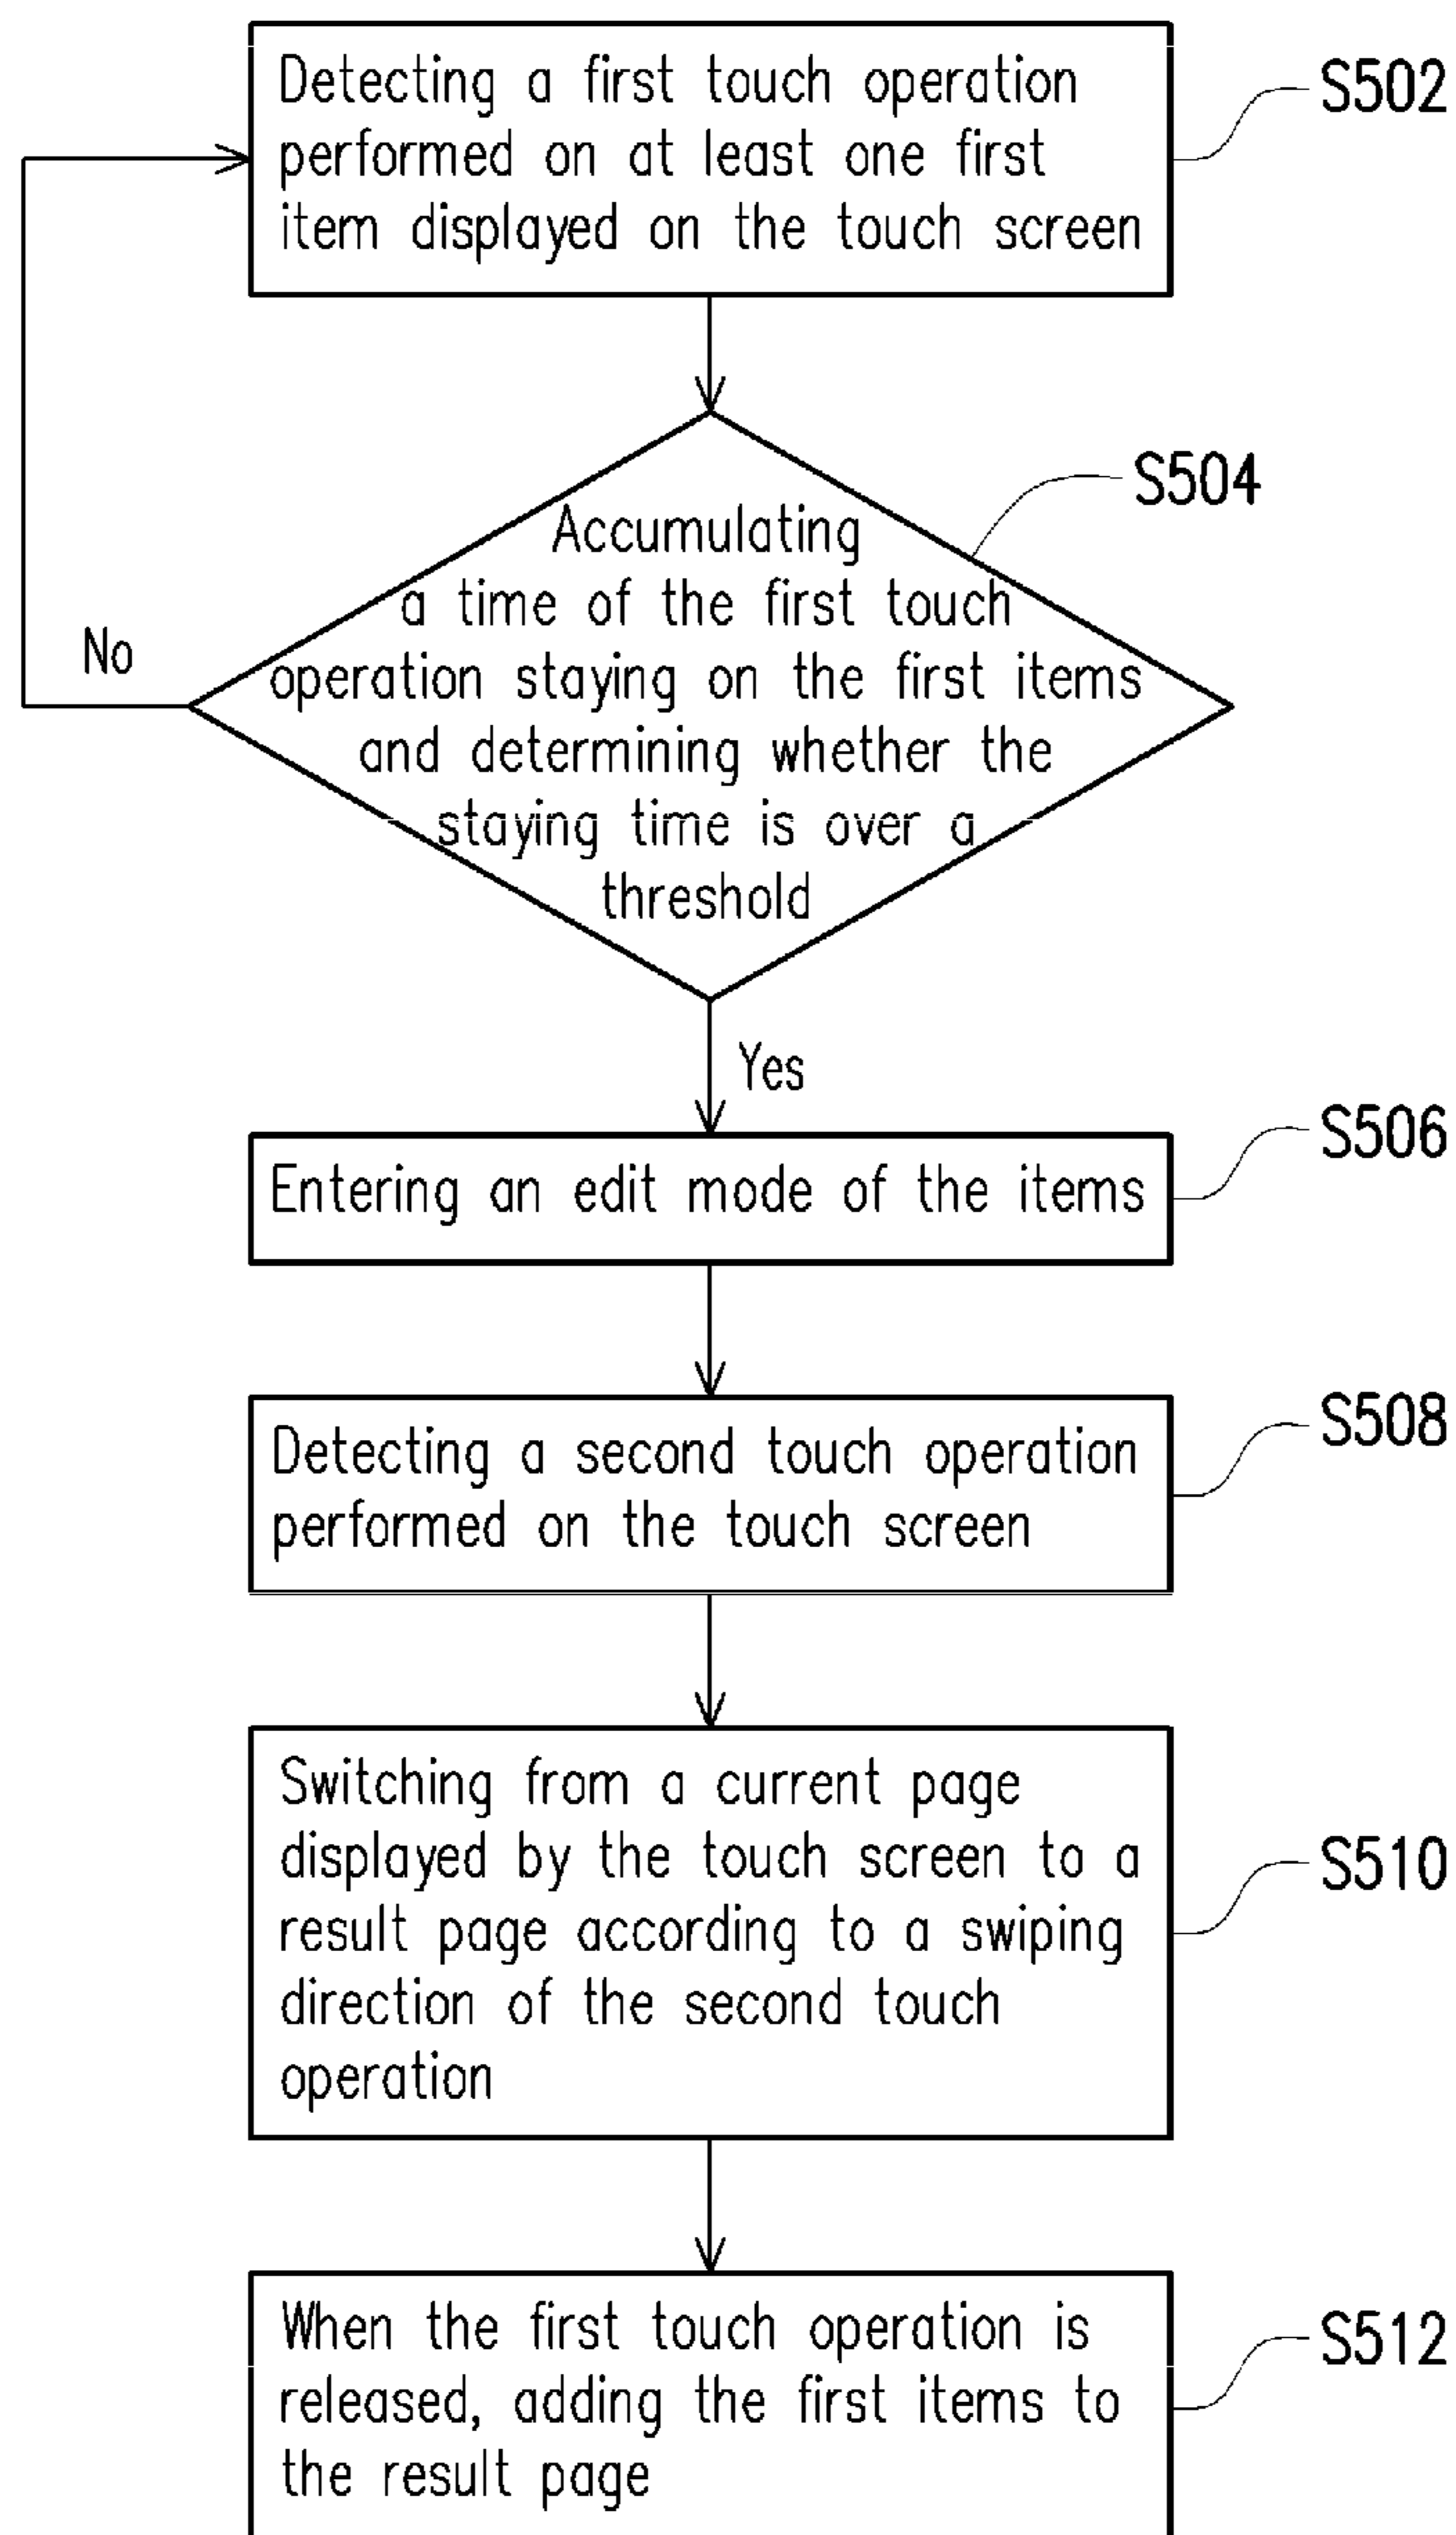 Detecting a first touch operation
performed on at least one first
item displayed on the touch screen
S502
S504
Accumulating
a time of the first touch
operation staying on the first items
and determining whether the
staying time is over a
threshold
No
Yes
S506
Entering an edit mode of the items
S508
Detecting a second touch operation
performed on the touch screen
Switching from a current page
displayed by the touch screen to a
result page according to a swiping
direction of the second touch
operation
S510
When the first touch operation is
released, adding the first items to
the result page
S512